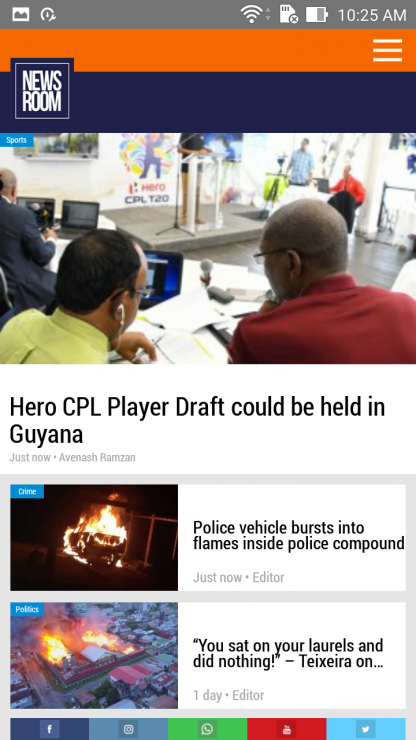 10:25 AM
NEWS
ROOM
Sports
Hero
CPLT20
Hero CPL Player Draft could be held in
Guyana
Just now • Avenash Ramzan
Crime
Police vehicle bursts into
flames inside police compound
Just now • Editor
Politics
“You sat on your laurels and
did nothing!” – Teixeira on...
1 day • Editor